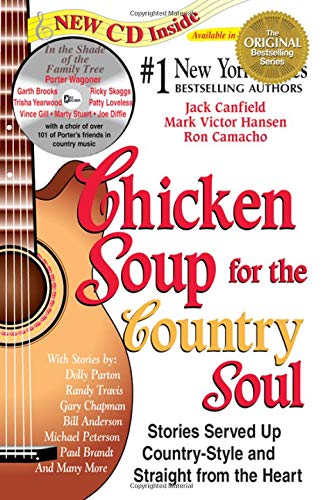 NEW CD Inside
Available in
The
ORIGINAL
Bestselling
Series
In the Shade
of the
Family Tree
Porter Wagoner
Garth Brooks
Ricky Skaggs
Trisha Yearwood
Patty Loveless
Vince Gill • Marty Stuart • Joe Diffie
with a choir of over
101 of Porter's friends in
country music
#1 New
BESTSELLING AUTHORS
Jack Canfield
Mark Victor Hansen
Ron Camacho
Chicken
Soup for the
Country
Soul
With Stories by:
Dolly Parton
Randy Travis
Gary Chapman
Bill Anderson
Michael Peterson
Paul Brandt
And Many More
Stories Served Up
Country-Style and
Straight from the Heart